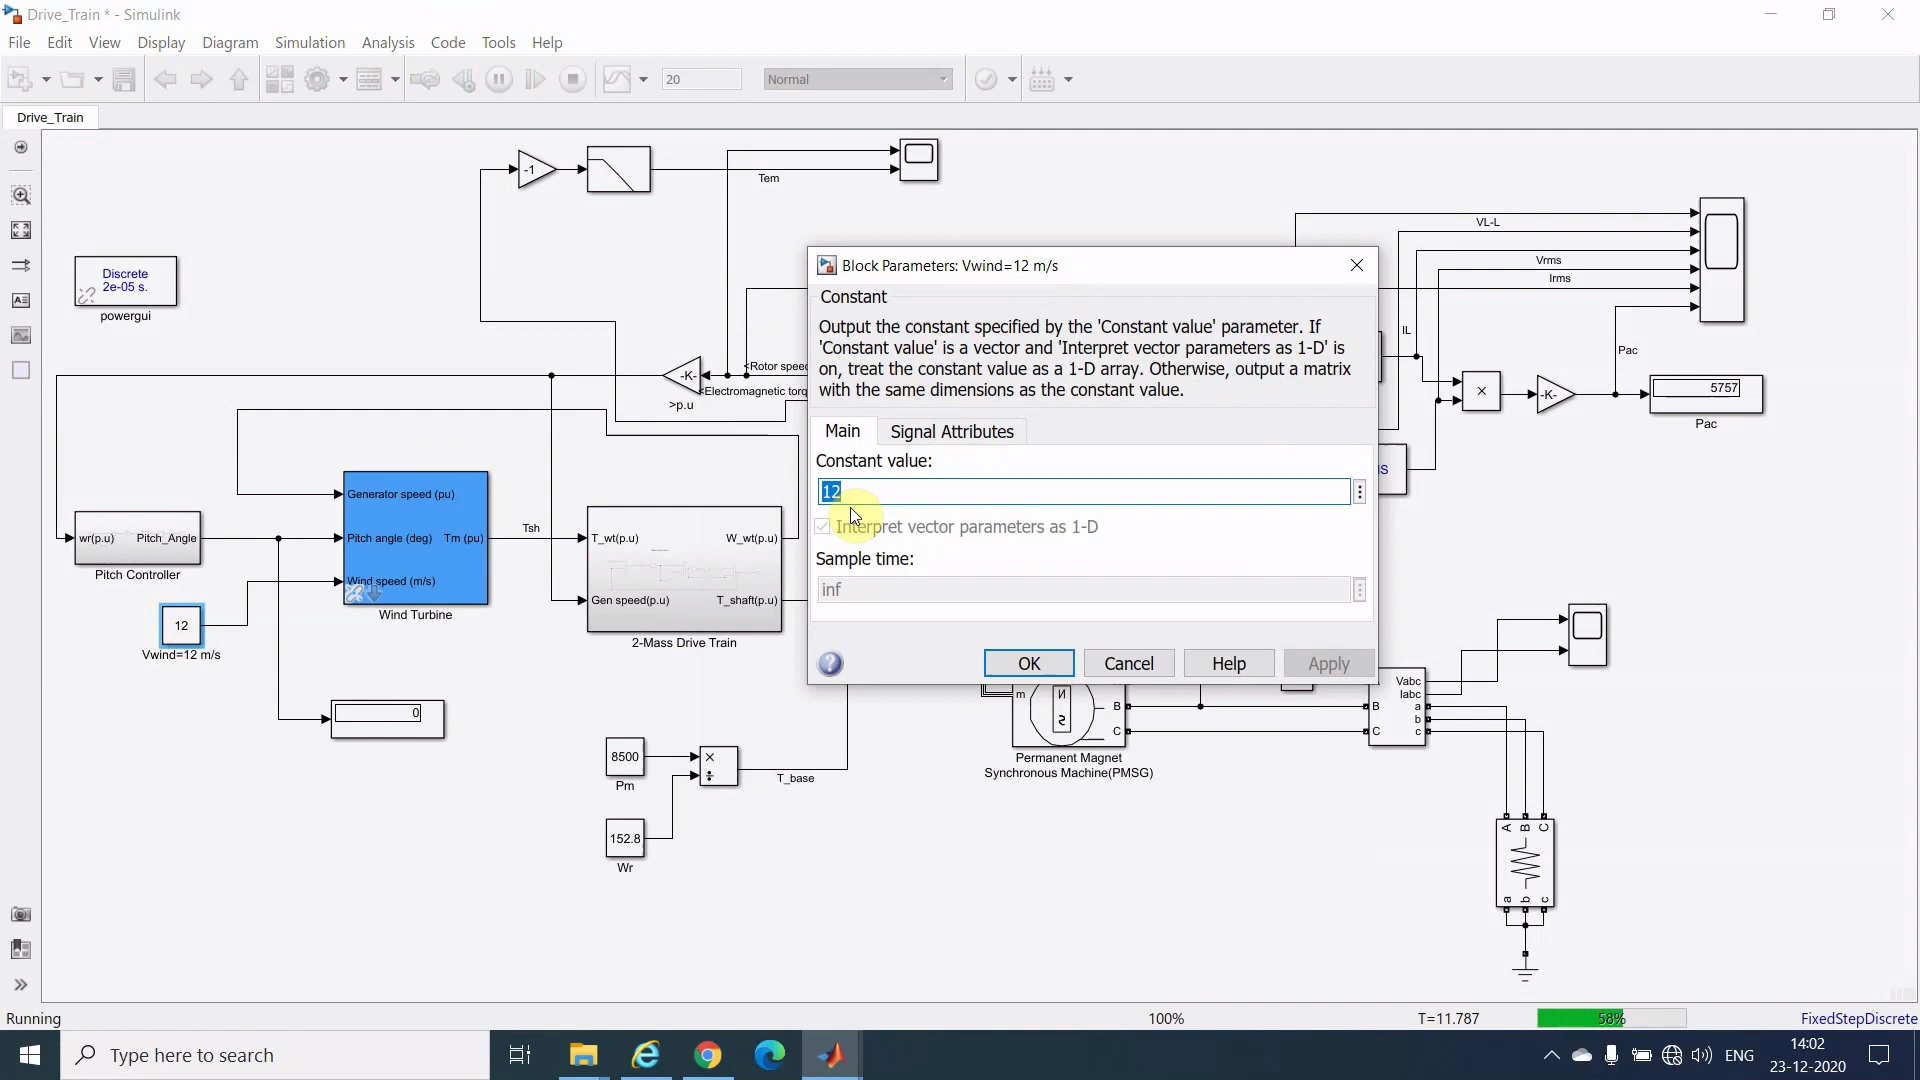 Drive_Train * - Simulink
File Edit View Display Diagram Simulation Analysis Code Tools Help
20
Normal
Drive_Train
-1
Tem
VL-L
Vrms
Irms
IL
Pac
Discrete
2e-05 s.
powergui
-K-
>p.u
<Rotor speed
<Electromagnetic torq
Block Parameters: Vwind=12 m/s
Constant
Output the constant specified by the 'Constant value' parameter. If
'Constant value' is a vector and 'Interpret vector parameters as 1-D' is
on, treat the constant value as a 1-D array. Otherwise, output a matrix
with the same dimensions as the constant value.
Main
Signal Attributes
Constant value:
12
Interpret vector parameters as 1-D
Sample time:
inf
OK
Cancel
Help
Apply
×
-K-
5757
Pac
S
Generator speed (pu)
Pitch angle (deg)
Tm (pu)
Wind speed (m/s)
Wind Turbine
wr(p.u)
Pitch_Angle
Pitch Controller
12
Vwind=12 m/s
Tsh
T_wt(p.u)
W_wt(p.u)
Gen speed(p.u)
T_shaft(p.u)
2-Mass Drive Train
0
8500
Pm
×
÷
T_base
152.8
Wr
m
N
S
B
C
Permanent Magnet
Synchronous Machine(PMSG)
Vabc
Iabc
a
B
b
C
c
A B C
a b c
Running
100%
T=11.787
58%
FixedStepDiscrete
Type here to search
ENG
14:02
23-12-2020